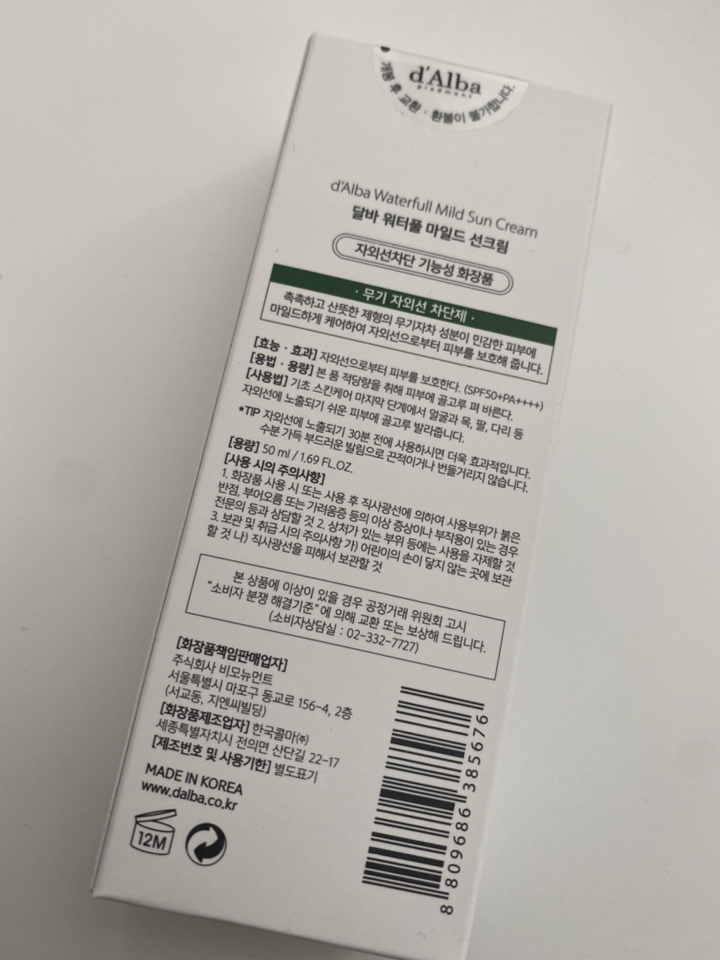 d'Alba
piedmont
개봉 후 교환 · 환불이 불가합니다.
d'Alba Waterfull Mild Sun Cream
달바 워터풀 마일드 선크림
자외선차단 기능성 화장품
· 무기 자외선 차단제 ·
촉촉하고 산뜻한 제형의 무기자차 성분이 민감한 피부에
마일드하게 케어하여 자외선으로부터 피부를 보호해 줍니다.
[효능 · 효과] 자외선으로부터 피부를 보호한다. (SPF50+PA++++)
[용법 · 용량] 본 품 적당량을 취해 피부에 골고루 펴 바른다.
[사용법] 기초 스킨케어 마지막 단계에서 얼굴과 목, 팔, 다리 등
자외선에 노출되기 쉬운 피부에 골고루 발라줍니다.
*TIP 자외선에 노출되기 30분 전에 사용하시면 더욱 효과적입니다.
수분 가득 부드러운 발림으로 끈적이거나 번들거리지 않습니다.
[용량] 50 ml / 1.69 FL.OZ.
[사용 시의 주의사항]
1. 화장품 사용 시 또는 사용 후 직사광선에 의하여 사용부위가 붉은
반점, 부어오름 또는 가려움증 등의 이상 증상이나 부작용이 있는 경우
전문의 등과 상담할 것 2. 상처가 있는 부위 등에는 사용을 자제할 것
3. 보관 및 취급 시의 주의사항 가) 어린이의 손이 닿지 않는 곳에 보관
할 것 나) 직사광선을 피해서 보관할 것
본 상품에 이상이 있을 경우 공정거래 위원회 고시
"소비자 분쟁 해결기준"에 의해 교환 또는 보상해 드립니다.
(소비자상담실 : 02-332-7727)
[화장품책임판매업자]
주식회사 비모뉴먼트
서울특별시 마포구 동교로 156-4, 2층
(서교동, 지엔씨빌딩)
[화장품제조업자] 한국콜마㈜
세종특별자치시 전의면 산단길 22-17
[제조번호 및 사용기한] 별도표기
MADE IN KOREA
www.dalba.co.kr
12M
8 809686 385676